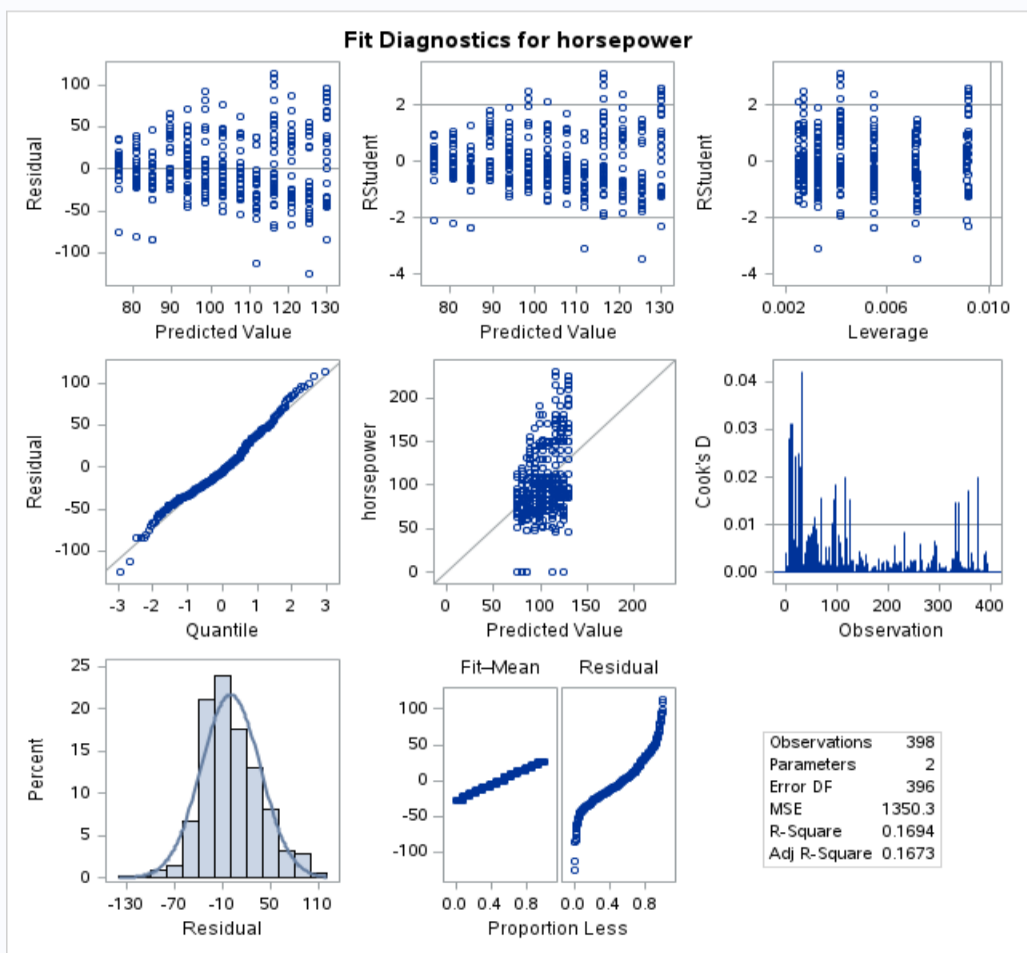 Fit Diagnostics for horsepower
Residual
100
50
0
-50
-100
80 90 100 110 120 130
Predicted Value
RStudent
2
0
-2
-4
80 90 100 110 120 130
Predicted Value
RStudent
2
0
-2
-4
0.002 0.006 0.010
Leverage
Residual
100
50
0
-50
-100
-3 -2 -1 0 1 2 3
Quantile
horsepower
200
150
100
50
0
0 50 100 150 200
Predicted Value
Cook's D
0.04
0.03
0.02
0.01
0.00
0 100 200 300 400
Observation
Percent
25
20
15
10
5
0
-130 -70 -10 50 110
Residual
Fit–Mean Residual
100
50
0
-50
-100
0.0 0.4 0.8 0.0 0.4 0.8
Proportion Less
Observations 398
Parameters 2
Error DF 396
MSE 1350.3
R-Square 0.1694
Adj R-Square 0.1673